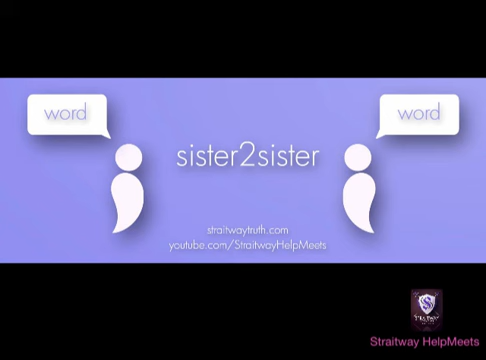 word
word
sister2sister
straitwaytruth.com
youtube.com/StraitwayHelpMeets
Straitway HelpMeets